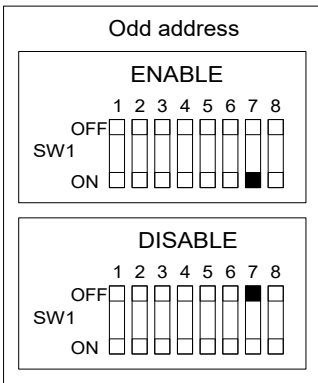 Odd address
ENABLE
1 2 3 4 5 6 7 8
OFF
SW1
ON
DISABLE
1 2 3 4 5 6 7 8
OFF
SW1
ON